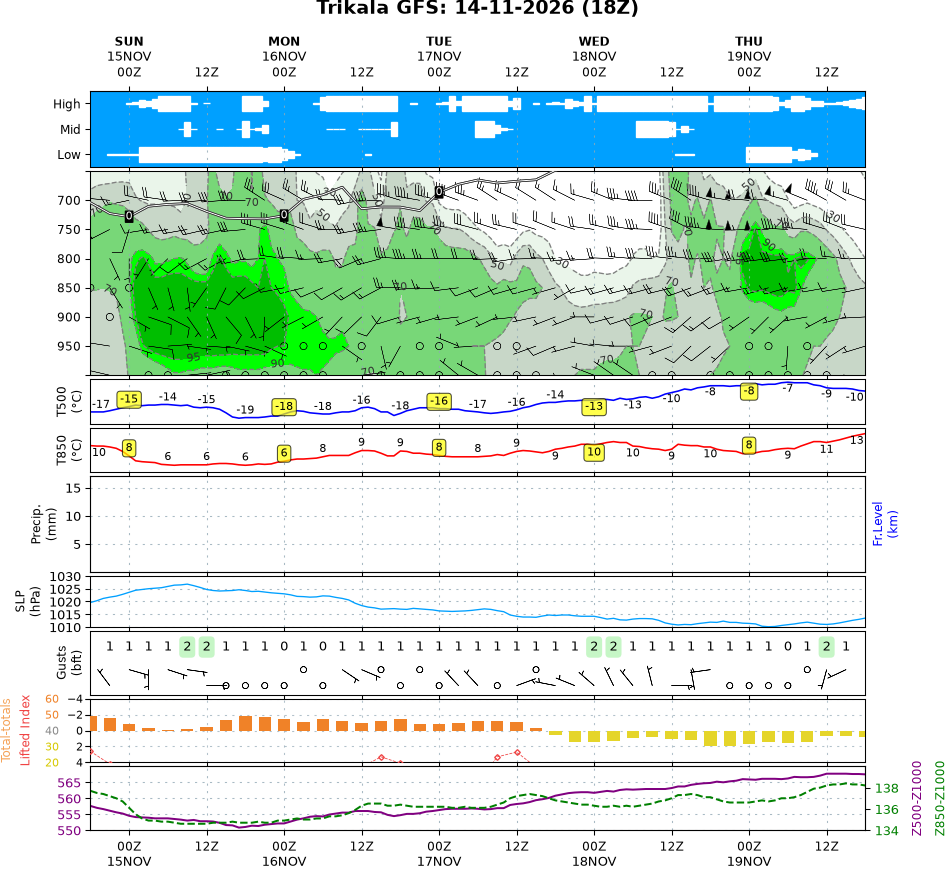 Trikala GFS: 14-11-2026 (18Z)
SUN MON TUE WED THU
15NOV 16NOV 17NOV 18NOV 19NOV
00Z 12Z 00Z 12Z 00Z 12Z 00Z 12Z 00Z 12Z
High
Mid
Low
700
750
800
850
900
950
0 0 0
50 50 30 50 30 70 70 70 70 90 90 95
T500
(°C)
-17 -15 -14 -15 -19 -18 -18 -16 -18 -16 -17 -16 -14 -13 -13 -10 -8 -8 -7 -9 -10
T850
(°C)
10 8 6 6 6 6 8 9 9 8 8 9 9 10 10 9 10 8 9 11 13
Precip.
(mm)
15
10
5
Fr.Level
(km)
SLP
(hPa)
1030
1025
1020
1015
1010
Gusts
(bft)
1 1 1 1 2 2 1 1 1 0 1 0 1 1 1 1 1 1 1 1 1 1 1 1 1 2 2 1 1 1 1 1 1 1 1 0 1 2 1
Total-totals
Lifted Index
60 −4
50 −2
40 0
30 2
20 4
565
560
555
550
138
136
134
Z500-Z1000
Z850-Z1000
00Z 12Z 00Z 12Z 00Z 12Z 00Z 12Z 00Z 12Z
15NOV 16NOV 17NOV 18NOV 19NOV